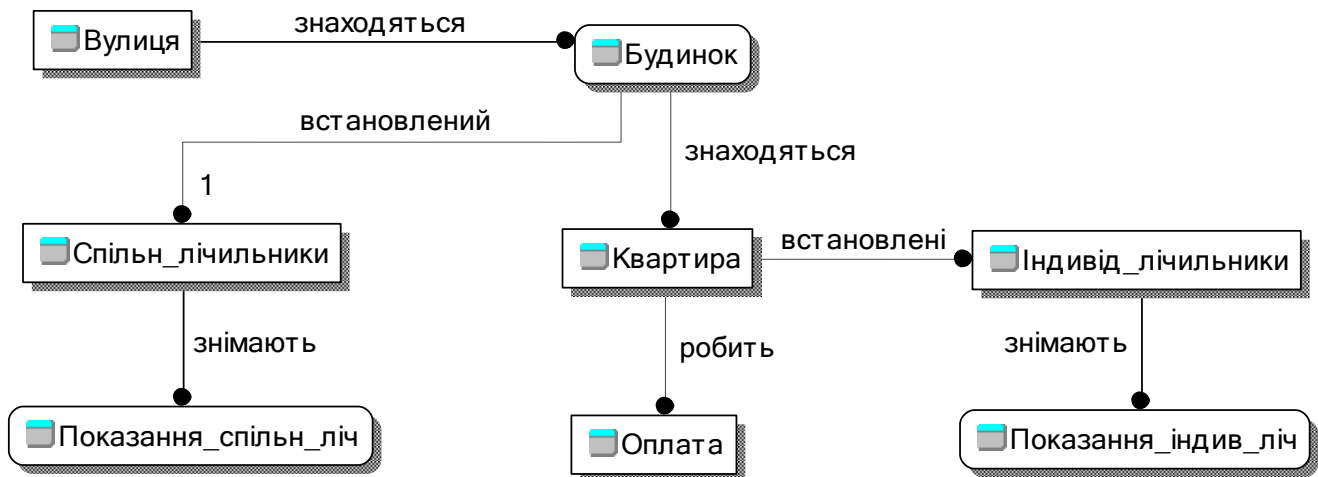 знаходяться
Вулиця
Будинок
встановлений
знаходяться
1
Спільн_лічильники
Квартира
встановлені
Індивід_лічильники
знімають
робить
знімають
Показання_спільн_ліч
Оплата
Показання_індив_ліч